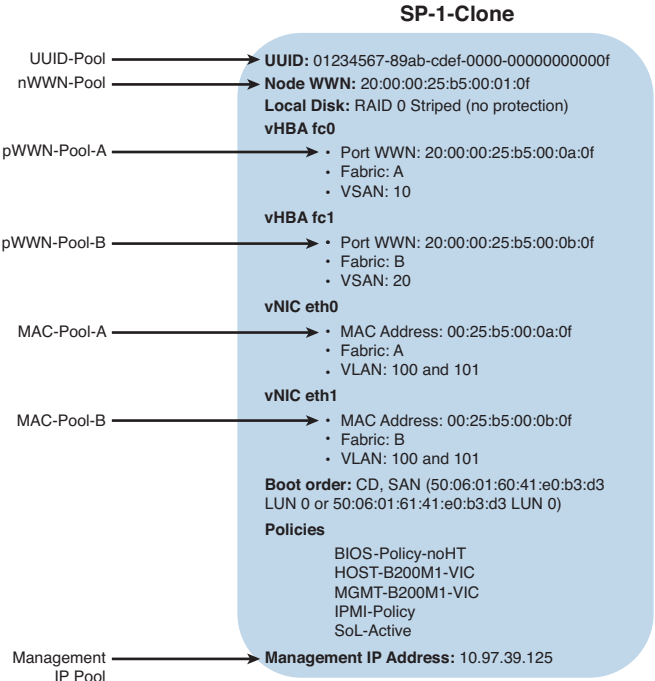 SP-1-Clone
UUID-Pool
UUID: 01234567-89ab-cdef-0000-00000000000f
nWWN-Pool
Node WWN: 20:00:00:25:b5:00:01:0f
Local Disk: RAID 0 Striped (no protection)
vHBA fc0
pWWN-Pool-A
• Port WWN: 20:00:00:25:b5:00:0a:0f
• Fabric: A
• VSAN: 10
vHBA fc1
pWWN-Pool-B
• Port WWN: 20:00:00:25:b5:00:0b:0f
• Fabric: B
• VSAN: 20
vNIC eth0
MAC-Pool-A
• MAC Address: 00:25:b5:00:0a:0f
• Fabric: A
• VLAN: 100 and 101
vNIC eth1
MAC-Pool-B
• MAC Address: 00:25:b5:00:0b:0f
• Fabric: B
• VLAN: 100 and 101
Boot order: CD, SAN (50:06:01:60:41:e0:b3:d3
LUN 0 or 50:06:01:61:41:e0:b3:d3 LUN 0)
Policies
BIOS-Policy-noHT
HOST-B200M1-VIC
MGMT-B200M1-VIC
IPMI-Policy
SoL-Active
Management
IP Pool
Management IP Address: 10.97.39.125